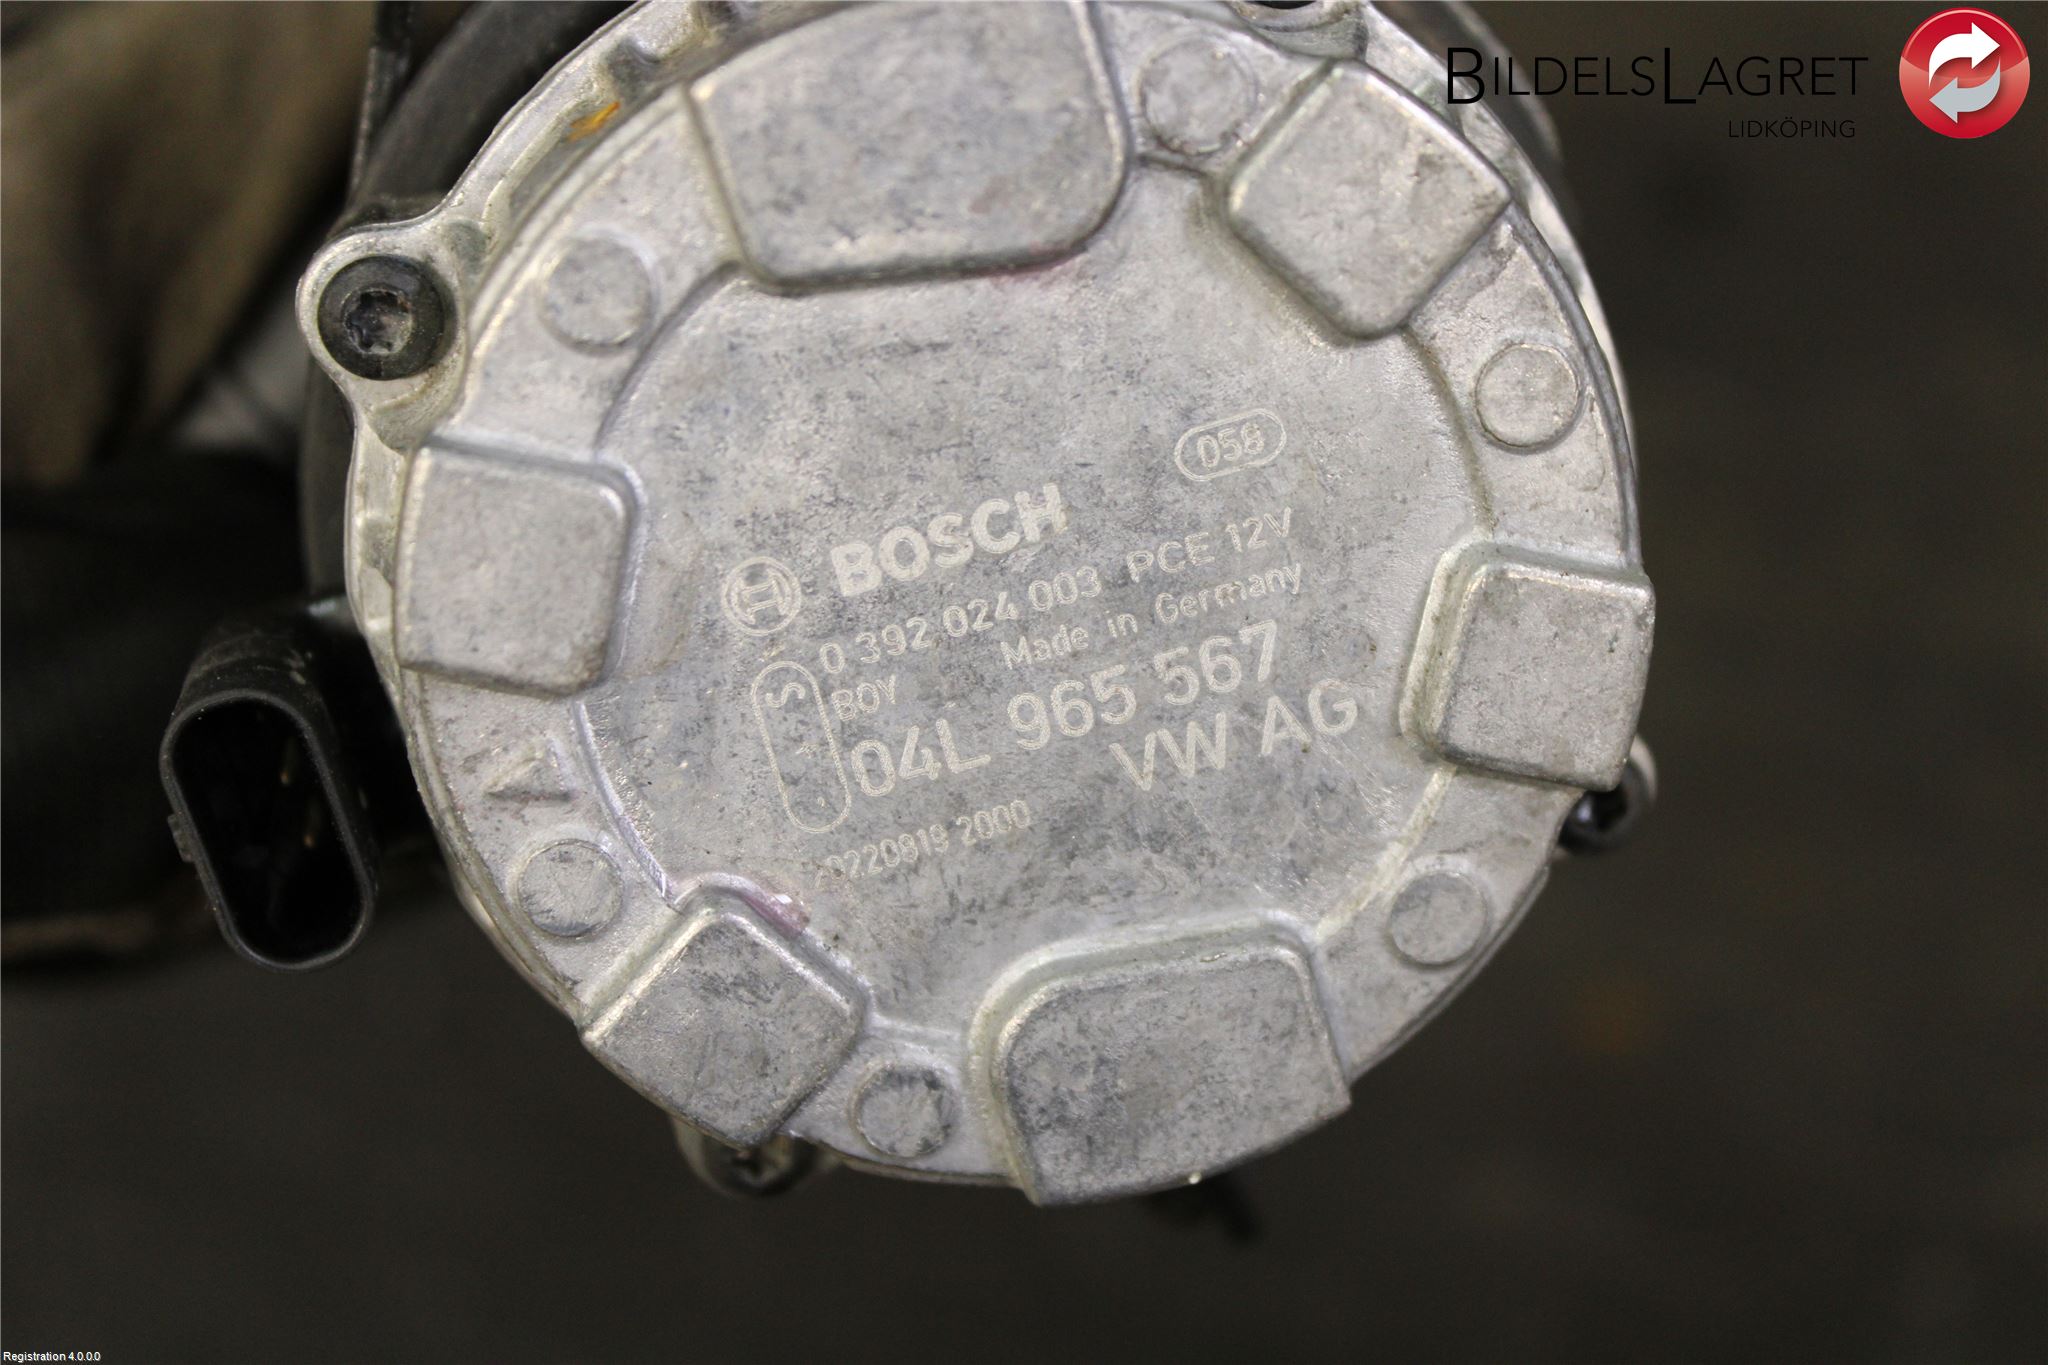 BILDELSLAGRET
LIDKÖPING
058
BOSCH
0 392 024 003 PCE 12V
Made in Germany
S
BOY
04L 965 567
VW AG
20220819 2000
Registration 4.0.0.0